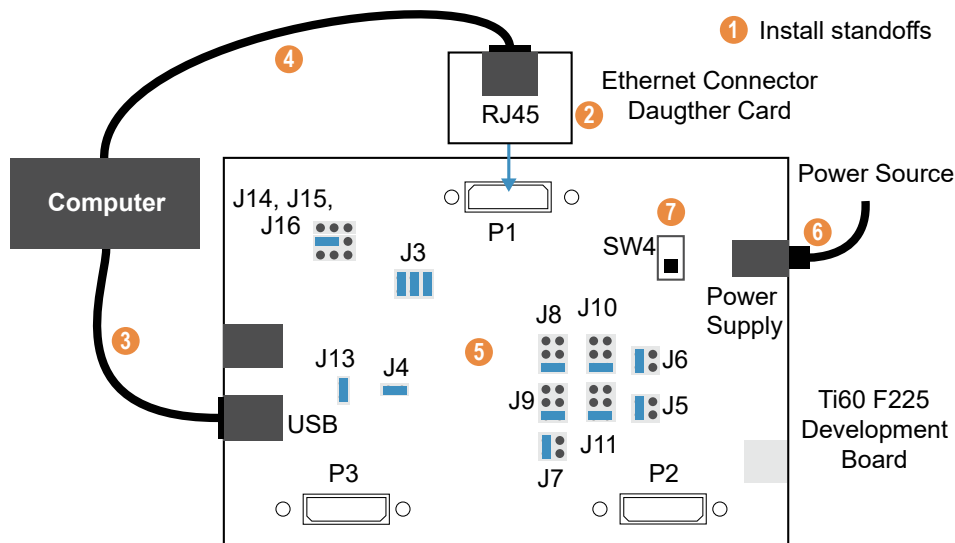 1 Install standoffs
4
Ethernet Connector
Daugther Card
RJ45
2
Computer
Power Source
J14, J15,
J16
P1
7
6
SW4
J3
Power
Supply
J8
J10
3
5
J13
J4
J6
J9
J5
USB
J11
J7
Ti60 F225
Development
Board
P3
P2